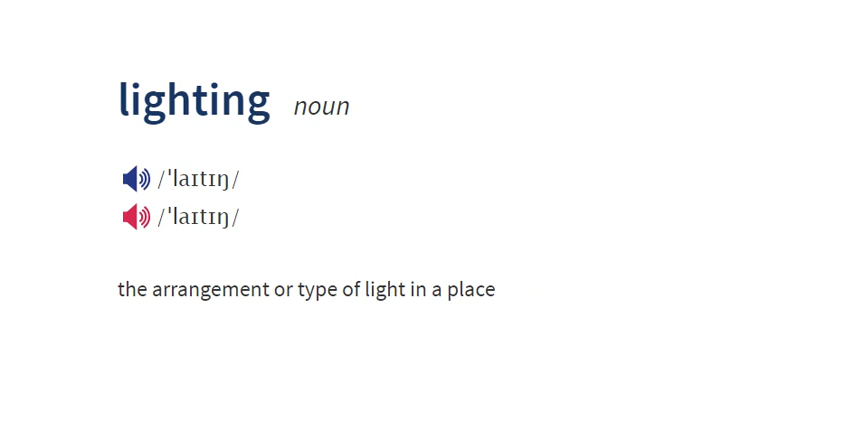 lighting noun
/ˈlaɪtɪŋ/
/ˈlaɪtɪŋ/
the arrangement or type of light in a place